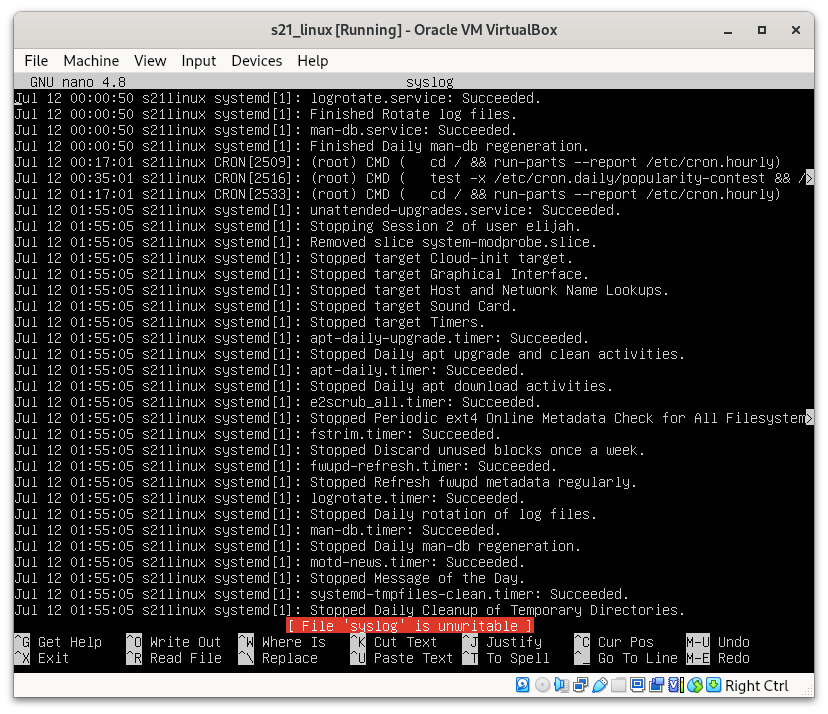 s21_linux [Running] - Oracle VM VirtualBox
File Machine View Input Devices Help
GNU nano 4.8 syslog
Jul 12 00:00:50 s21linux systemd[1]: logrotate.service: Succeeded.
Jul 12 00:00:50 s21linux systemd[1]: Finished Rotate log files.
Jul 12 00:00:50 s21linux systemd[1]: man-db.service: Succeeded.
Jul 12 00:00:50 s21linux systemd[1]: Finished Daily man-db regeneration.
Jul 12 00:17:01 s21linux CRON[2509]: (root) CMD (   cd / && run-parts --report /etc/cron.hourly)
Jul 12 00:35:01 s21linux CRON[2516]: (root) CMD (   test -x /etc/cron.daily/popularity-contest && />
Jul 12 01:17:01 s21linux CRON[2533]: (root) CMD (   cd / && run-parts --report /etc/cron.hourly)
Jul 12 01:55:05 s21linux systemd[1]: unattended-upgrades.service: Succeeded.
Jul 12 01:55:05 s21linux systemd[1]: Stopping Session 2 of user elijah.
Jul 12 01:55:05 s21linux systemd[1]: Removed slice system-modprobe.slice.
Jul 12 01:55:05 s21linux systemd[1]: Stopped target Cloud-init target.
Jul 12 01:55:05 s21linux systemd[1]: Stopped target Graphical Interface.
Jul 12 01:55:05 s21linux systemd[1]: Stopped target Host and Network Name Lookups.
Jul 12 01:55:05 s21linux systemd[1]: Stopped target Sound Card.
Jul 12 01:55:05 s21linux systemd[1]: Stopped target Timers.
Jul 12 01:55:05 s21linux systemd[1]: apt-daily-upgrade.timer: Succeeded.
Jul 12 01:55:05 s21linux systemd[1]: Stopped Daily apt upgrade and clean activities.
Jul 12 01:55:05 s21linux systemd[1]: apt-daily.timer: Succeeded.
Jul 12 01:55:05 s21linux systemd[1]: Stopped Daily apt download activities.
Jul 12 01:55:05 s21linux systemd[1]: e2scrub_all.timer: Succeeded.
Jul 12 01:55:05 s21linux systemd[1]: Stopped Periodic ext4 Online Metadata Check for All Filesystem>
Jul 12 01:55:05 s21linux systemd[1]: fstrim.timer: Succeeded.
Jul 12 01:55:05 s21linux systemd[1]: Stopped Discard unused blocks once a week.
Jul 12 01:55:05 s21linux systemd[1]: fwupd-refresh.timer: Succeeded.
Jul 12 01:55:05 s21linux systemd[1]: Stopped Refresh fwupd metadata regularly.
Jul 12 01:55:05 s21linux systemd[1]: logrotate.timer: Succeeded.
Jul 12 01:55:05 s21linux systemd[1]: Stopped Daily rotation of log files.
Jul 12 01:55:05 s21linux systemd[1]: man-db.timer: Succeeded.
Jul 12 01:55:05 s21linux systemd[1]: Stopped Daily man-db regeneration.
Jul 12 01:55:05 s21linux systemd[1]: motd-news.timer: Succeeded.
Jul 12 01:55:05 s21linux systemd[1]: Stopped Message of the Day.
Jul 12 01:55:05 s21linux systemd[1]: systemd-tmpfiles-clean.timer: Succeeded.
Jul 12 01:55:05 s21linux systemd[1]: Stopped Daily Cleanup of Temporary Directories.
[ File 'syslog' is unwritable ]
^G Get Help ^O Write Out ^W Where Is ^K Cut Text ^J Justify ^C Cur Pos M-U Undo
^X Exit ^R Read File ^\ Replace ^U Paste Text ^T To Spell ^_ Go To Line M-E Redo
Right Ctrl